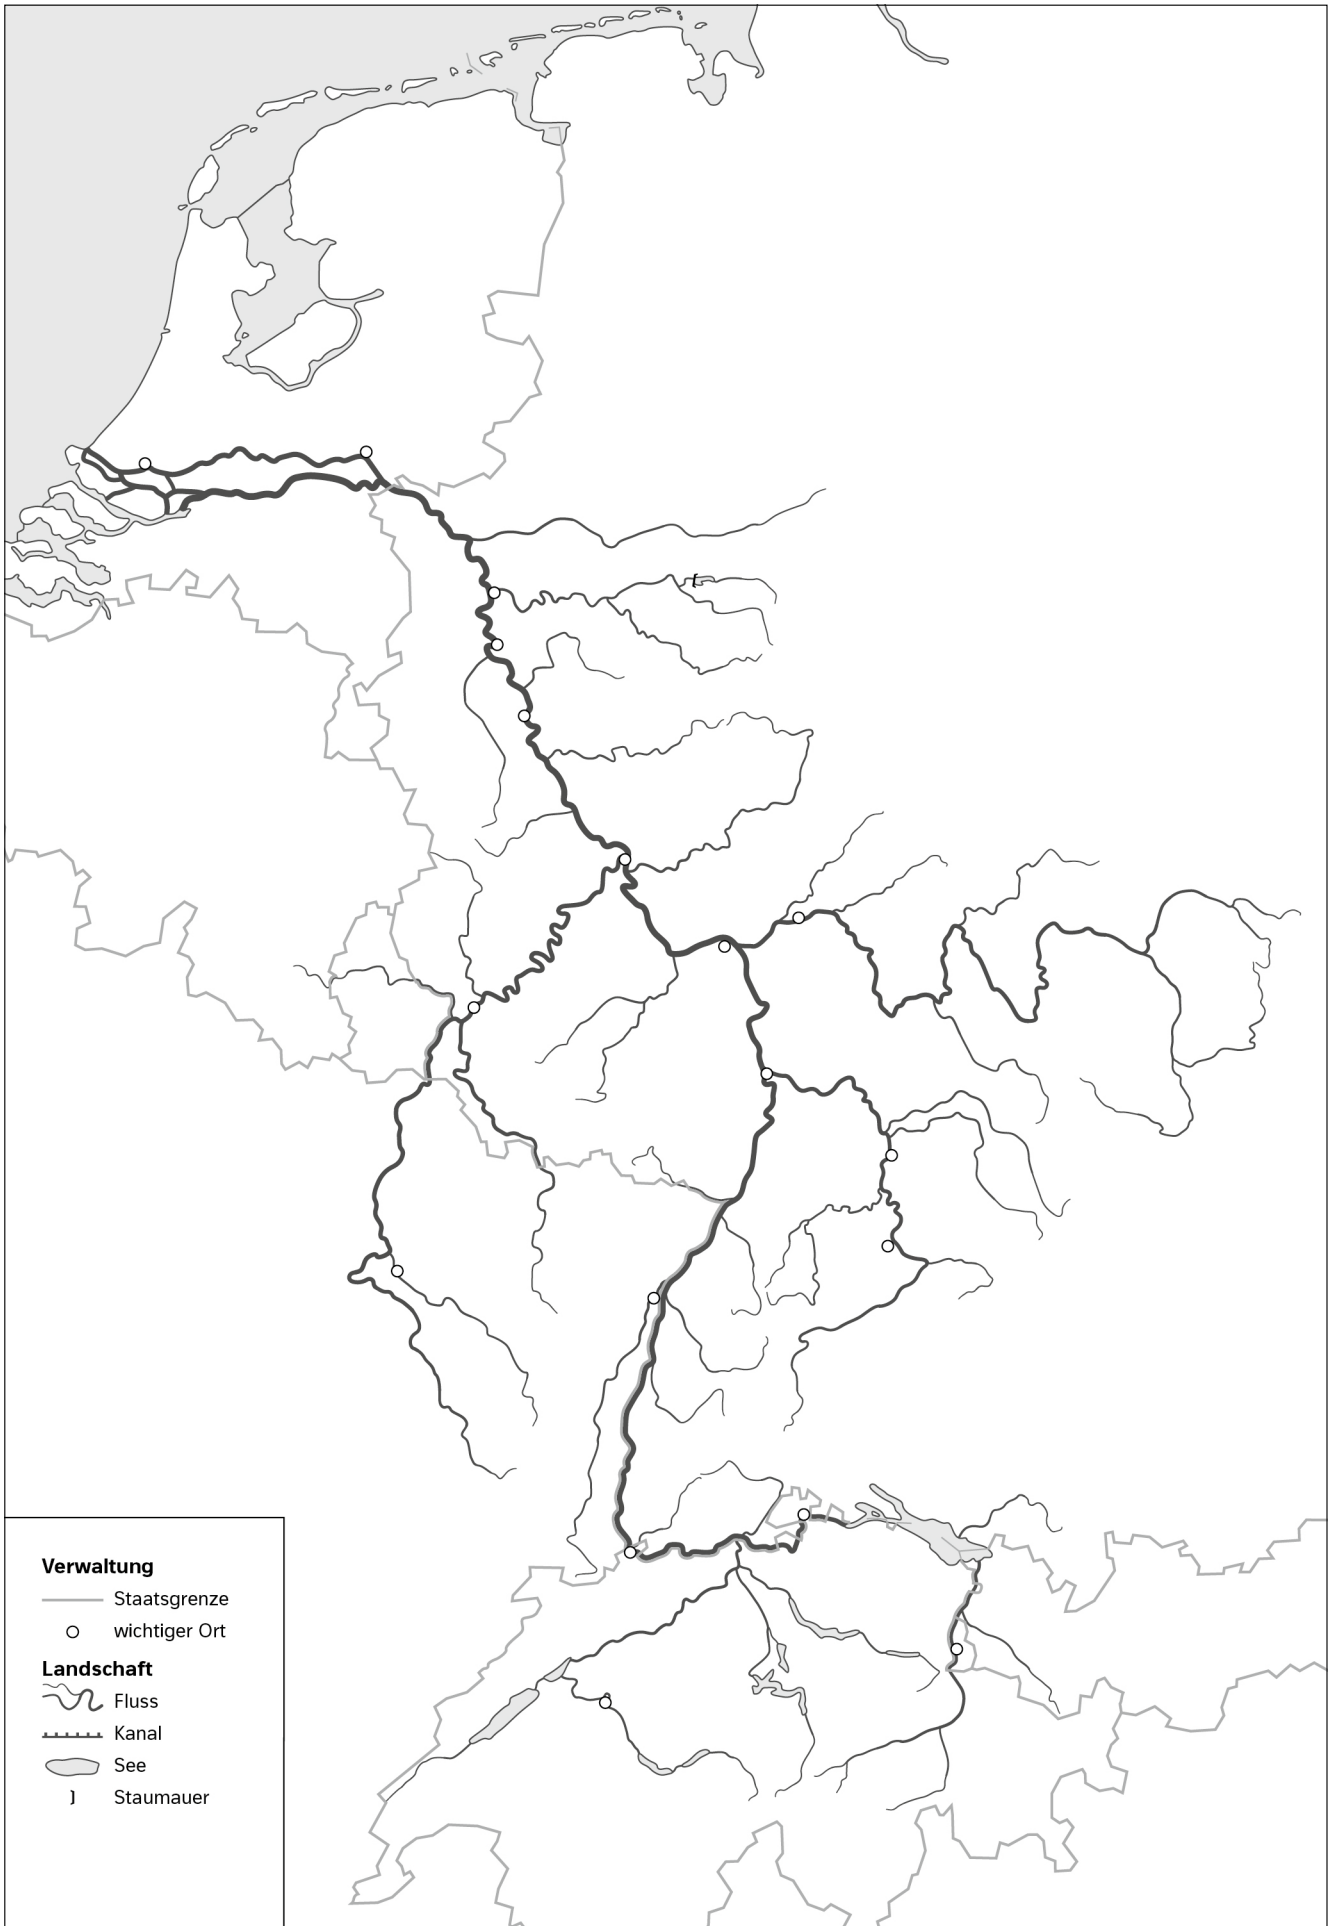 Verwaltung
Staatsgrenze
wichtiger Ort
Landschaft
Fluss
Kanal
See
Staumauer